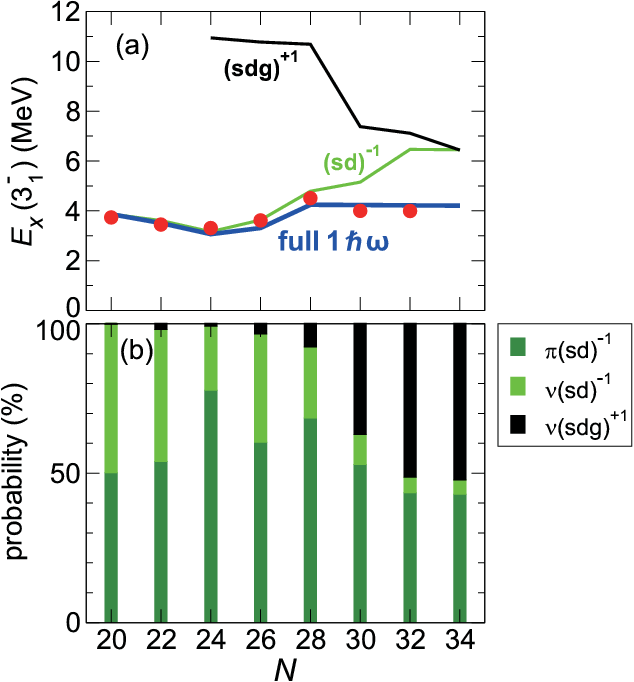 (a)
12
10
8
6
4
2
0
Eₓ(3⁻₁) (MeV)
(sdg)⁺¹
(sd)⁻¹
full 1ħω
(b)
100
50
0
probability (%)
π(sd)⁻¹
ν(sd)⁻¹
ν(sdg)⁺¹
20 22 24 26 28 30 32 34
N